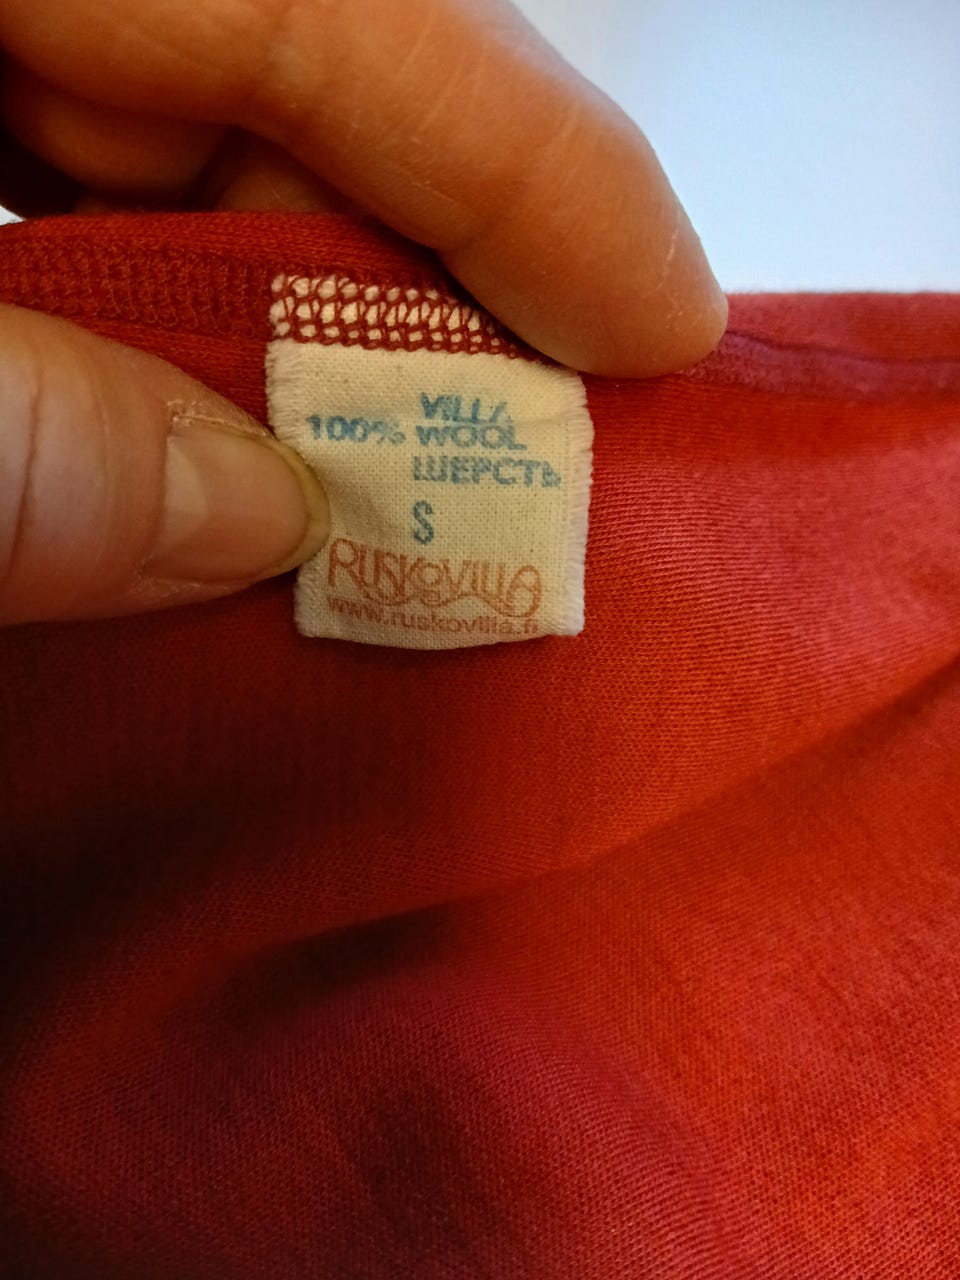 VILLA
100% WOOL
ШЕРСТЬ
S
RUSKOVILLA
www.ruskovilla.fi